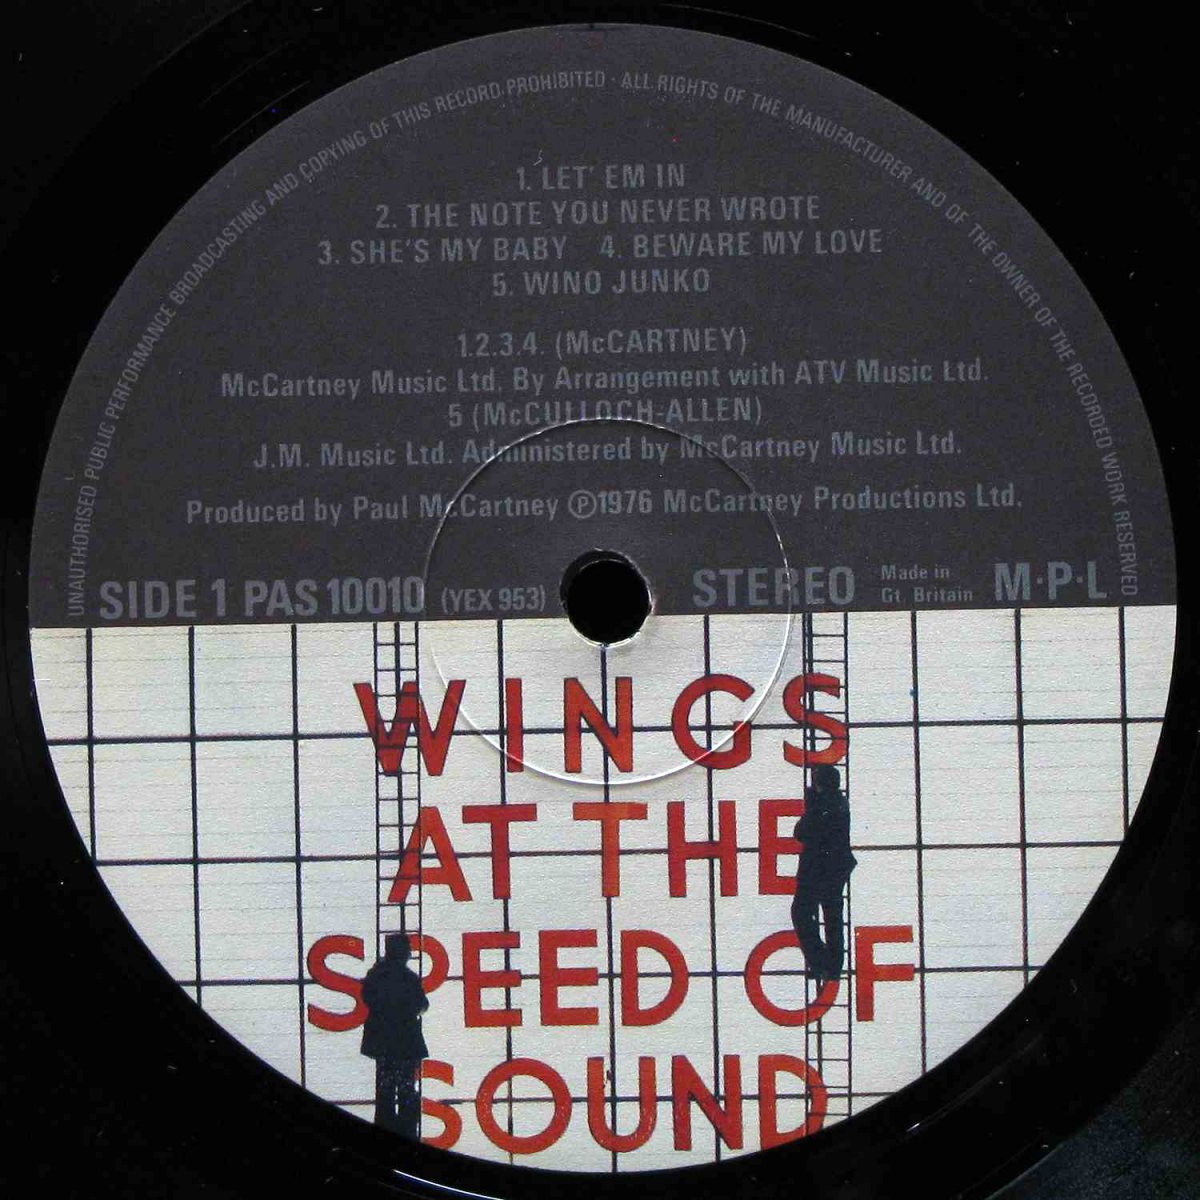 UNAUTHORISED PUBLIC PERFORMANCE BROADCASTING AND COPYING OF THIS RECORD PROHIBITED · ALL RIGHTS OF THE MANUFACTURER AND OF THE OWNER OF THE RECORDED WORK RESERVED
1. LET' EM IN
2. THE NOTE YOU NEVER WROTE
3. SHE'S MY BABY 4. BEWARE MY LOVE
5. WINO JUNKO
1.2.3.4. (McCARTNEY)
McCartney Music Ltd. By Arrangement with ATV Music Ltd.
5 (McCULLOCH-ALLEN)
J.M. Music Ltd. Administered by McCartney Music Ltd.
Produced by Paul McCartney ℗1976 McCartney Productions Ltd.
SIDE 1 PAS 10010 (YEX 953) STEREO Made in Gt. Britain M·P·L
WINGS
AT THE
SPEED OF
SOUND